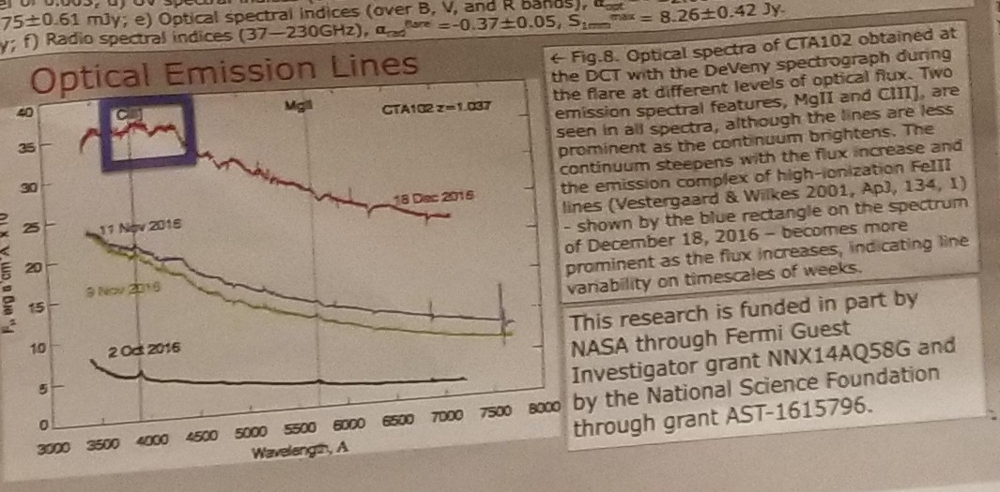 75±0.61 mJy; e) Optical spectral indices (over B, V, and R bands),
y; f) Radio spectral indices (37—230GHz), α_rad^flare =-0.37±0.05, S_1mm^max = 8.26±0.42 Jy.
Optical Emission Lines
← Fig.8. Optical spectra of CTA102 obtained at
the DCT with the DeVeny spectrograph during
the flare at different levels of optical flux. Two
emission spectral features, MgII and CIII], are
seen in all spectra, although the lines are less
prominent as the continuum brightens. The
continuum steepens with the flux increase and
the emission complex of high-ionization FeIII
lines (Vestergaard & Wilkes 2001, ApJ, 134, 1)
- shown by the blue rectangle on the spectrum
of December 18, 2016 – becomes more
prominent as the flux increases, indicating line
variability on timescales of weeks.
This research is funded in part by
NASA through Fermi Guest
Investigator grant NNX14AQ58G and
by the National Science Foundation
through grant AST-1615796.
CIII]
MgII
CTA102 z=1.037
18 Dec 2016
11 Nov 2016
9 Nov 2016
2 Oct 2016
40
35
30
25
20
15
10
5
0
3000 3500 4000 4500 5000 5500 6000 6500 7000 7500 8000
Wavelength, A